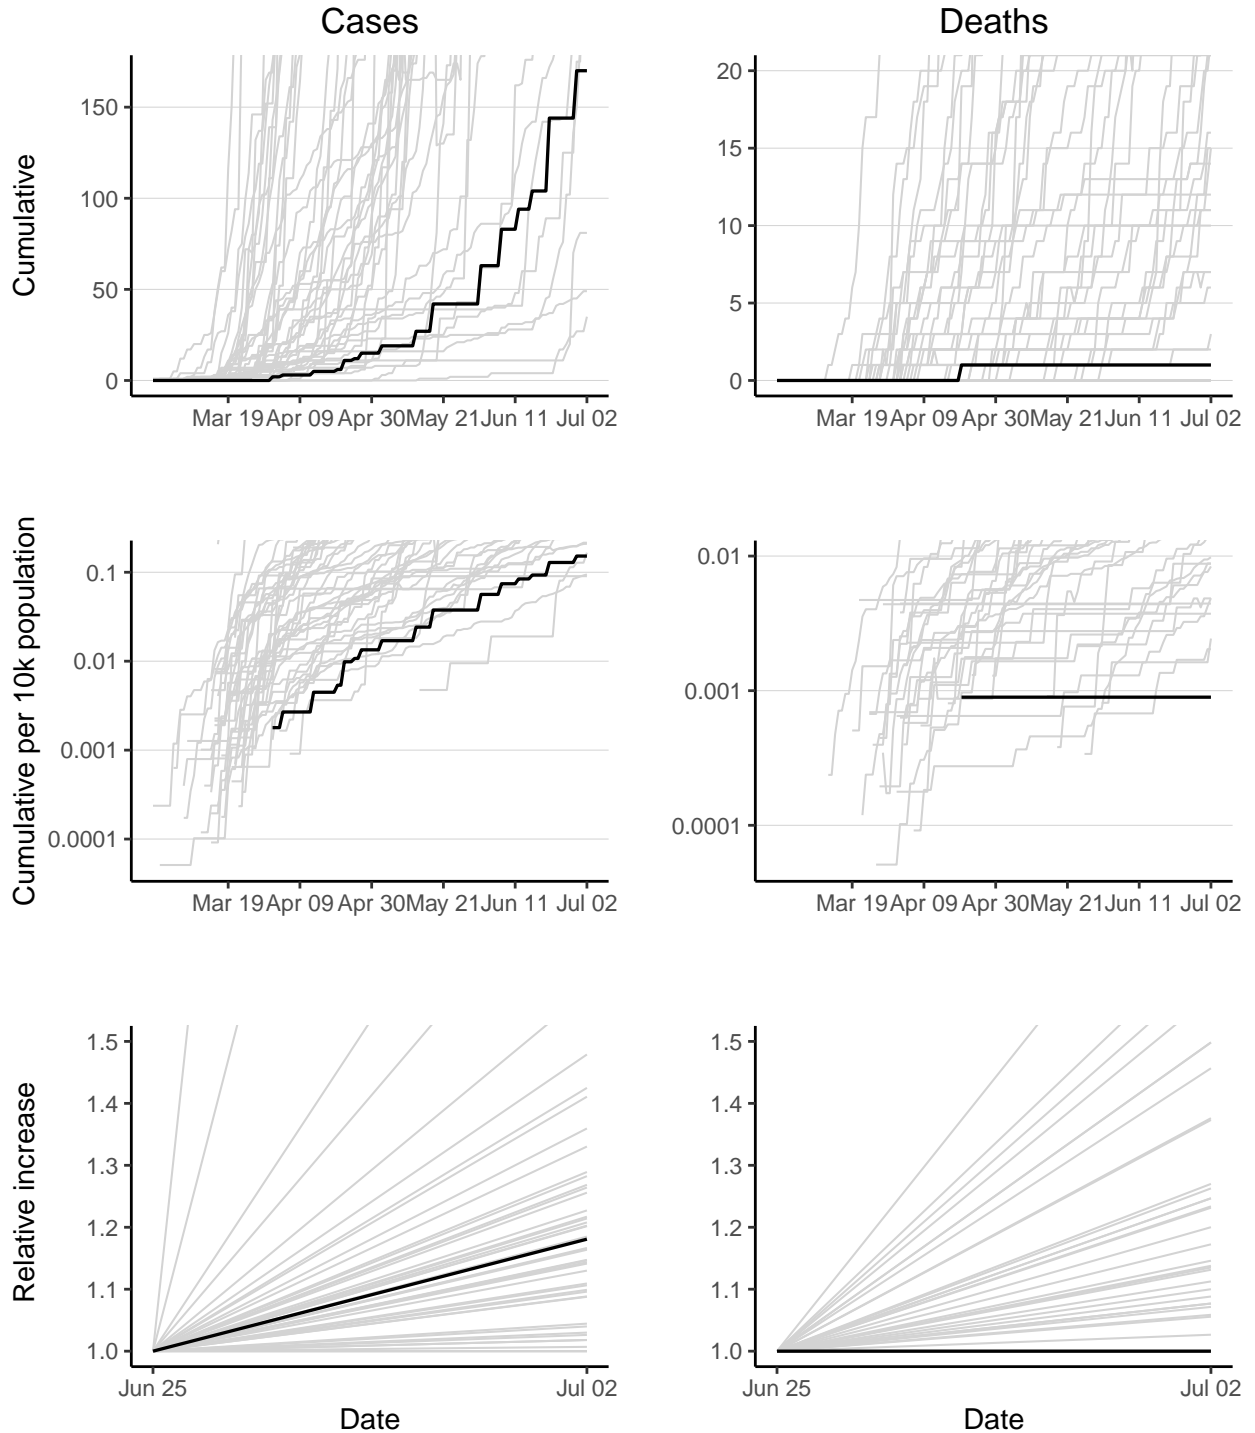 Cases
Deaths
Cumulative
150
100
50
0
Mar 19 Apr 09 Apr 30 May 21 Jun 11 Jul 02
20
15
10
5
0
Mar 19 Apr 09 Apr 30 May 21 Jun 11 Jul 02
Cumulative per 10k population
0.1
0.01
0.001
0.0001
Mar 19 Apr 09 Apr 30 May 21 Jun 11 Jul 02
0.01
0.001
0.0001
Mar 19 Apr 09 Apr 30 May 21 Jun 11 Jul 02
Relative increase
1.5
1.4
1.3
1.2
1.1
1.0
Jun 25 Jul 02
Date
1.5
1.4
1.3
1.2
1.1
1.0
Jun 25 Jul 02
Date